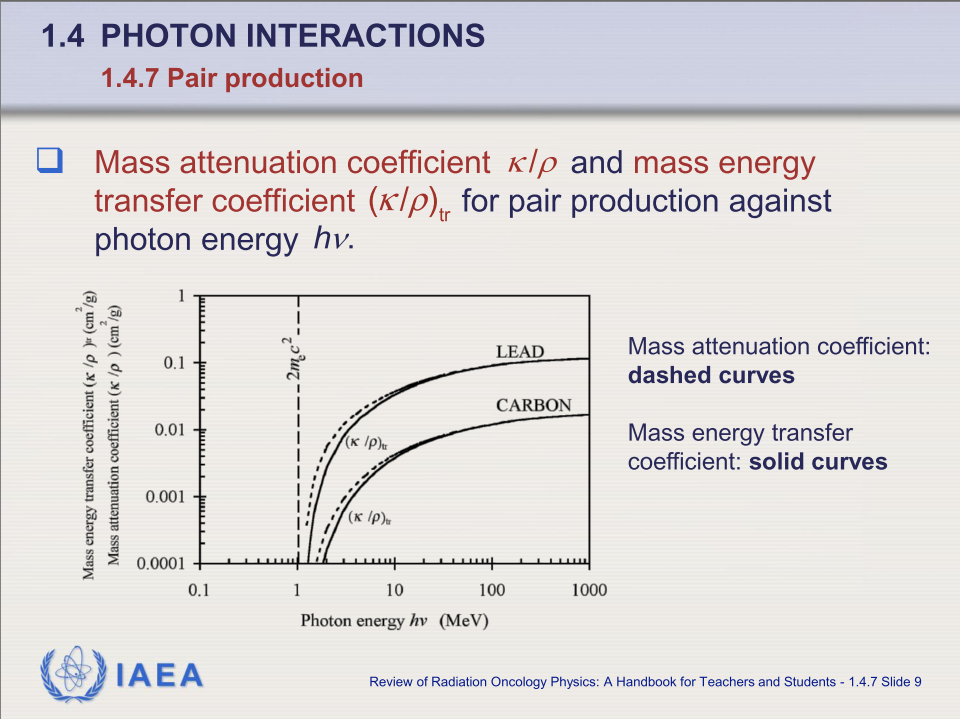 1.4 PHOTON INTERACTIONS
1.4.7 Pair production
Mass attenuation coefficient κ/ρ and mass energy
transfer coefficient (κ/ρ)tr for pair production against
photon energy hν.
Mass energy transfer coefficient (κ/ρ)tr (cm²/g)
Mass attenuation coefficient (κ/ρ) (cm²/g)
1
0.1
0.01
0.001
0.0001
2mec²
LEAD
(κ/ρ)tr
CARBON
(κ/ρ)tr
0.1 1 10 100 1000
Photon energy hν (MeV)
Mass attenuation coefficient:
dashed curves
Mass energy transfer
coefficient: solid curves
IAEA
Review of Radiation Oncology Physics: A Handbook for Teachers and Students - 1.4.7 Slide 9